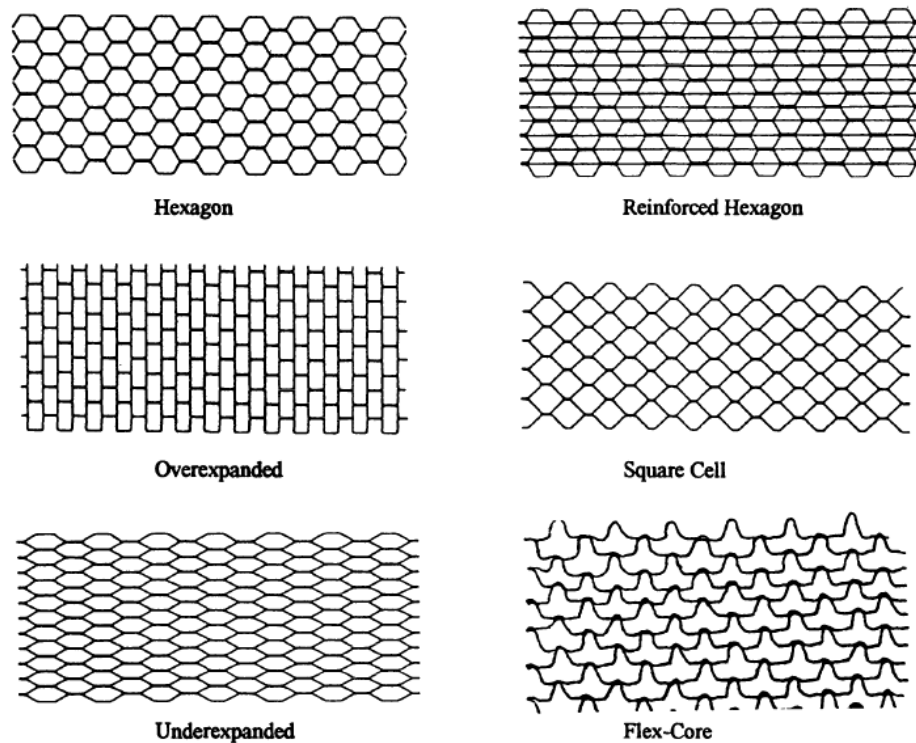 Hexagon
Reinforced Hexagon
Overexpanded
Square Cell
Underexpanded
Flex-Core